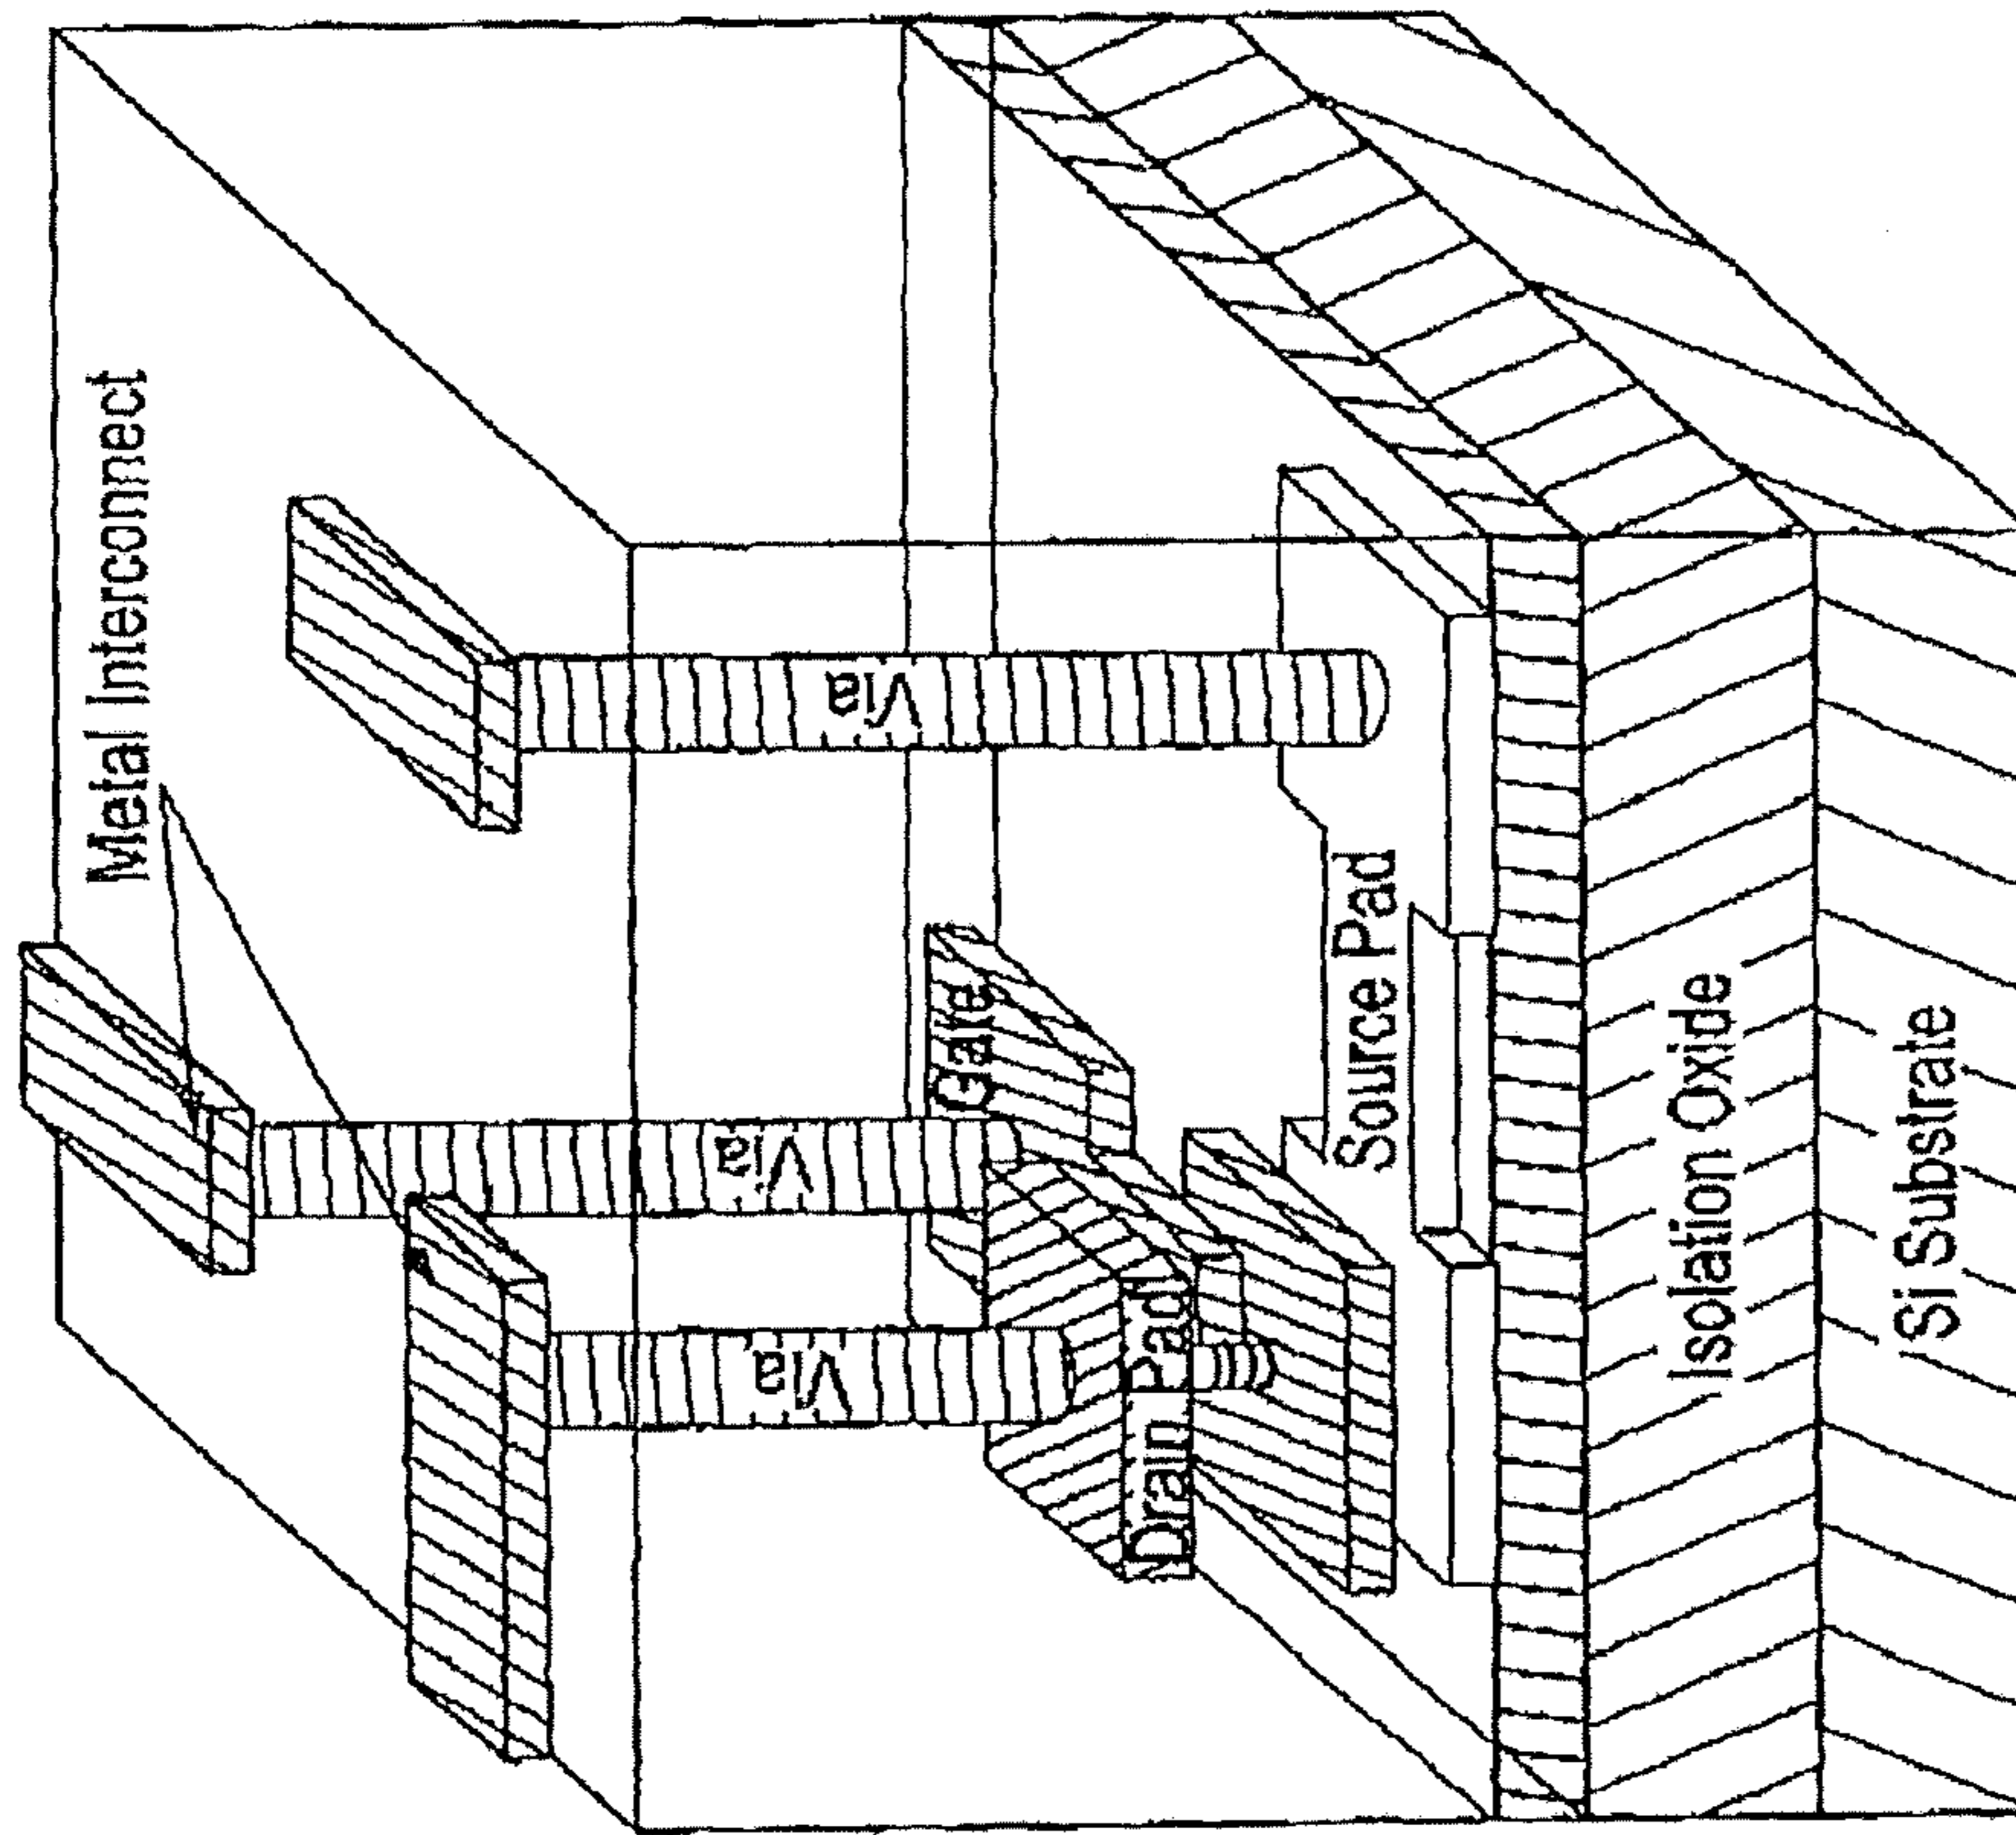 Metal Interconnect
Via
Via
Via
Gate
Drain Pad
Source Pad
Isolation Oxide
Si Substrate